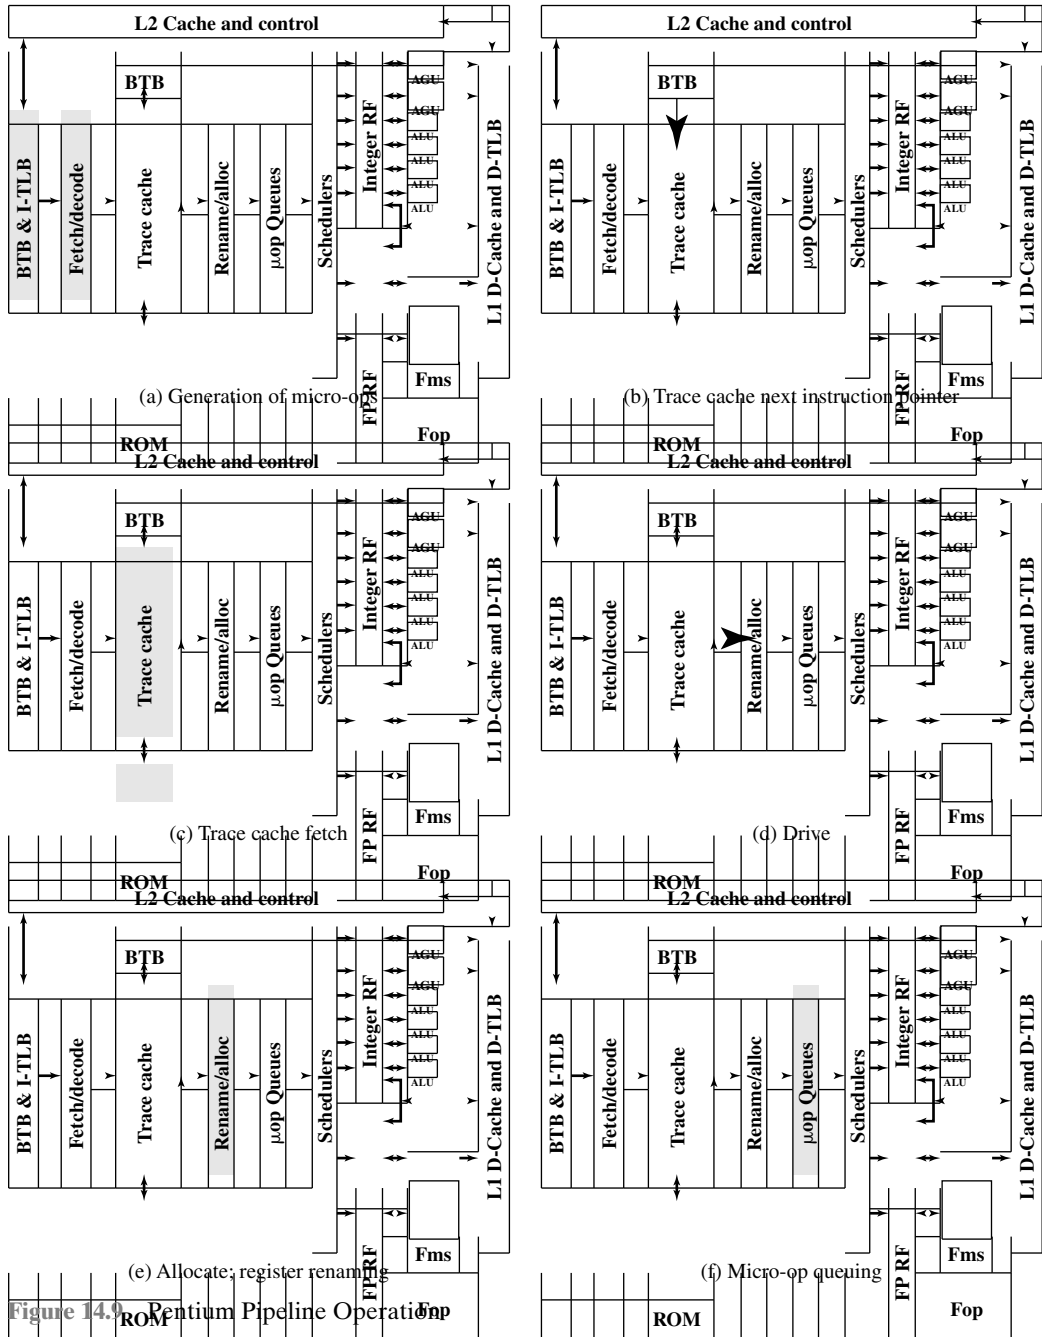 L2 Cache and control
BTB
AGU
AGU
ALU
ALU
ALU
ALU
BTB & I-TLB
Fetch/decode
Trace cache
Rename/alloc
µop Queues
Schedulers
Integer RF
L1 D-Cache and D-TLB
FP RF
Fms
Fop
ROM
(a) Generation of micro-ops
L2 Cache and control
BTB
AGU
AGU
ALU
ALU
ALU
ALU
BTB & I-TLB
Fetch/decode
Trace cache
Rename/alloc
µop Queues
Schedulers
Integer RF
L1 D-Cache and D-TLB
FP RF
Fms
Fop
ROM
(b) Trace cache next instruction pointer
L2 Cache and control
BTB
AGU
AGU
ALU
ALU
ALU
ALU
BTB & I-TLB
Fetch/decode
Trace cache
Rename/alloc
µop Queues
Schedulers
Integer RF
L1 D-Cache and D-TLB
FP RF
Fms
Fop
ROM
(c) Trace cache fetch
L2 Cache and control
BTB
AGU
AGU
ALU
ALU
ALU
ALU
BTB & I-TLB
Fetch/decode
Trace cache
Rename/alloc
µop Queues
Schedulers
Integer RF
L1 D-Cache and D-TLB
FP RF
Fms
Fop
ROM
(d) Drive
L2 Cache and control
BTB
AGU
AGU
ALU
ALU
ALU
ALU
BTB & I-TLB
Fetch/decode
Trace cache
Rename/alloc
µop Queues
Schedulers
Integer RF
L1 D-Cache and D-TLB
FP RF
Fms
Fop
ROM
(e) Allocate; register renaming
L2 Cache and control
BTB
AGU
AGU
ALU
ALU
ALU
ALU
BTB & I-TLB
Fetch/decode
Trace cache
Rename/alloc
µop Queues
Schedulers
Integer RF
L1 D-Cache and D-TLB
FP RF
Fms
Fop
ROM
(f) Micro-op queuing
Figure 14.9 Pentium Pipeline Operation